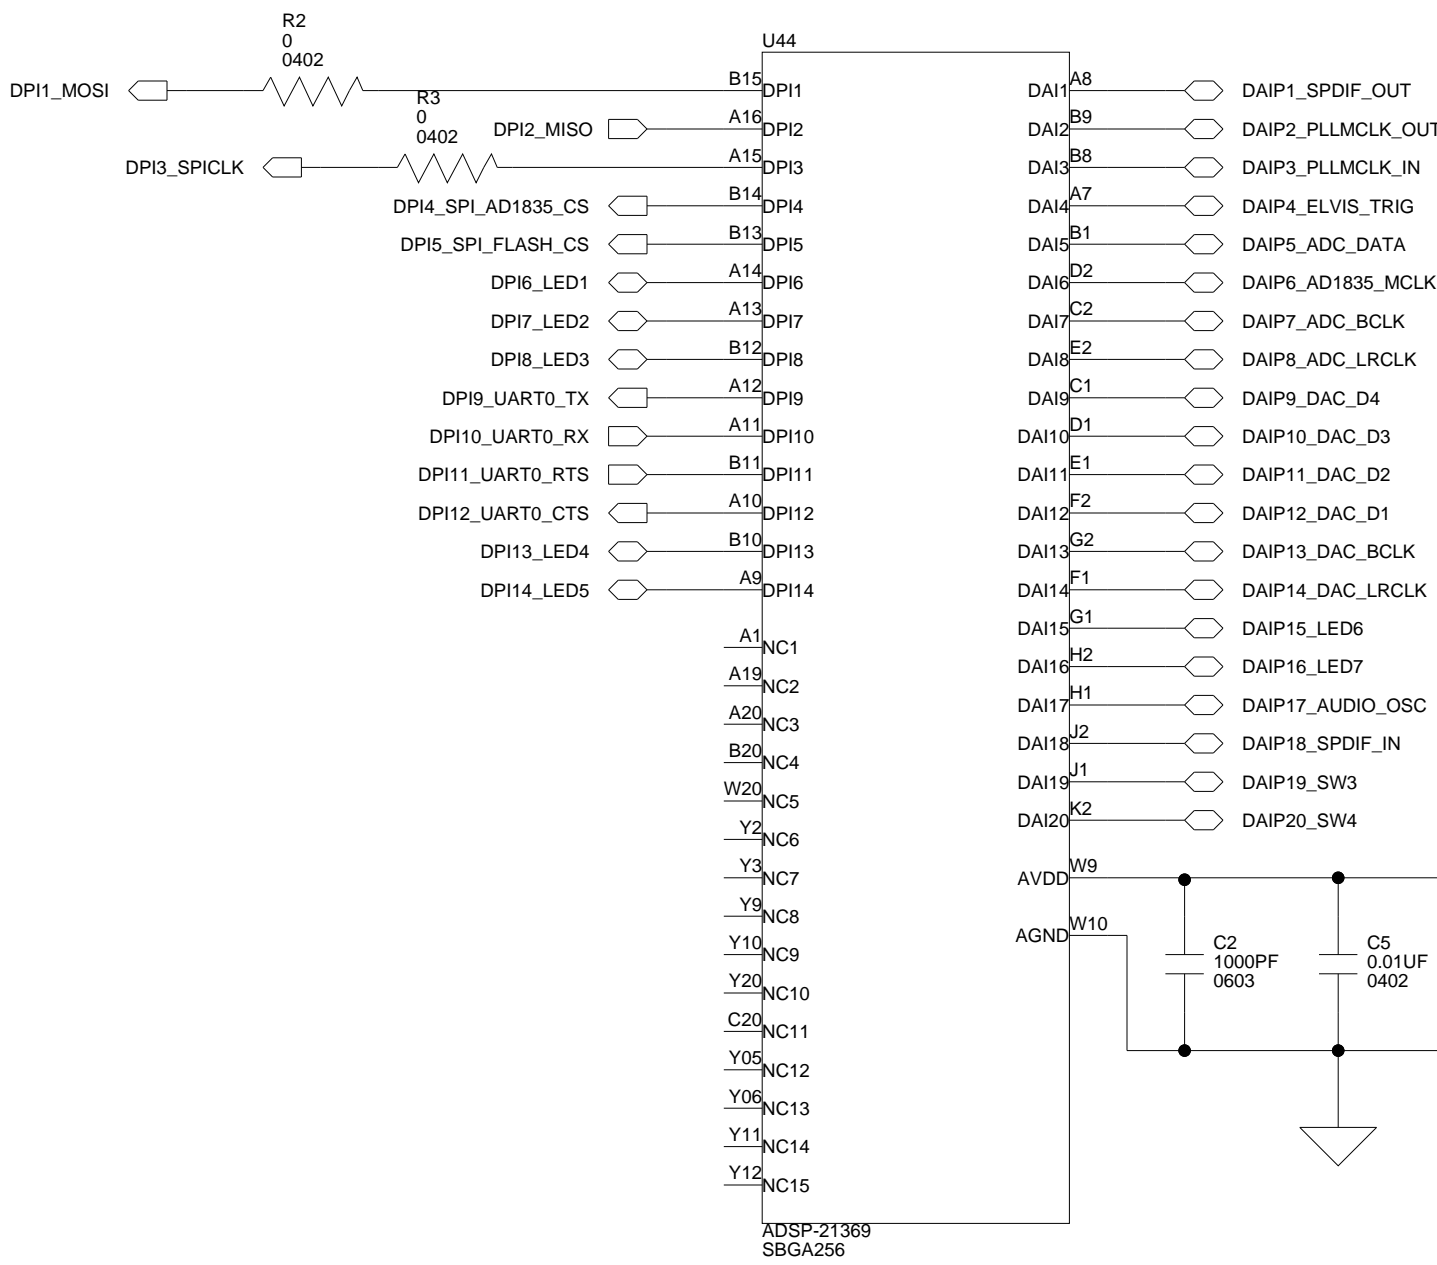 R2
0
0402
U44
DPI1_MOSI
B15
DPI1
DAI1
A8
DAIP1_SPDIF_OUT
R3
0
0402
DPI2_MISO
A16
DPI2
DAI2
B9
DAIP2_PLLMCLK_OUT
DPI3_SPICLK
A15
DPI3
DAI3
B8
DAIP3_PLLMCLK_IN
DPI4_SPI_AD1835_CS
B14
DPI4
DAI4
A7
DAIP4_ELVIS_TRIG
DPI5_SPI_FLASH_CS
B13
DPI5
DAI5
B1
DAIP5_ADC_DATA
DPI6_LED1
A14
DPI6
DAI6
D2
DAIP6_AD1835_MCLK
DPI7_LED2
A13
DPI7
DAI7
C2
DAIP7_ADC_BCLK
DPI8_LED3
B12
DPI8
DAI8
E2
DAIP8_ADC_LRCLK
DPI9_UART0_TX
A12
DPI9
DAI9
C1
DAIP9_DAC_D4
DPI10_UART0_RX
A11
DPI10
DAI10
D1
DAIP10_DAC_D3
DPI11_UART0_RTS
B11
DPI11
DAI11
E1
DAIP11_DAC_D2
DPI12_UART0_CTS
A10
DPI12
DAI12
F2
DAIP12_DAC_D1
DPI13_LED4
B10
DPI13
DAI13
G2
DAIP13_DAC_BCLK
DPI14_LED5
A9
DPI14
DAI14
F1
DAIP14_DAC_LRCLK
DAI15
G1
DAIP15_LED6
A1
NC1
DAI16
H2
DAIP16_LED7
A19
NC2
DAI17
H1
DAIP17_AUDIO_OSC
A20
NC3
DAI18
J2
DAIP18_SPDIF_IN
B20
NC4
DAI19
J1
DAIP19_SW3
W20
NC5
DAI20
K2
DAIP20_SW4
Y2
NC6
Y3
NC7
AVDD
W9
Y9
NC8
AGND
W10
Y10
NC9
C2
1000PF
0603
C5
0.01UF
0402
Y20
NC10
C20
NC11
Y05
NC12
Y06
NC13
Y11
NC14
Y12
NC15
ADSP-21369
SBGA256